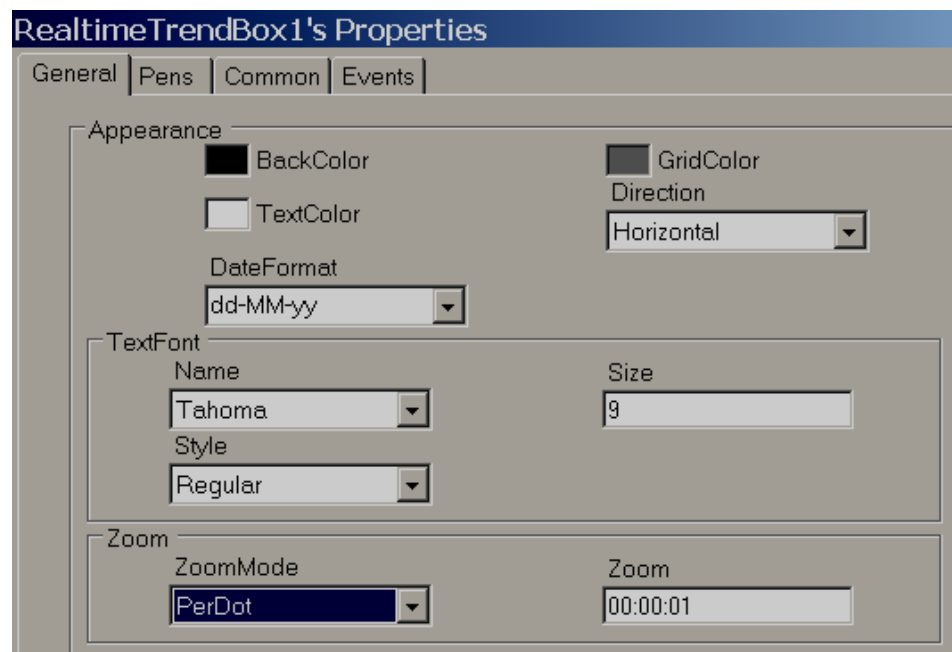 RealtimeTrendBox1's Properties
General Pens Common Events
Appearance
BackColor GridColor
TextColor
Direction
Horizontal
DateFormat
dd-MM-yy
TextFont
Name Size
Tahoma 9
Style
Regular
Zoom
ZoomMode Zoom
PerDot 00:00:01